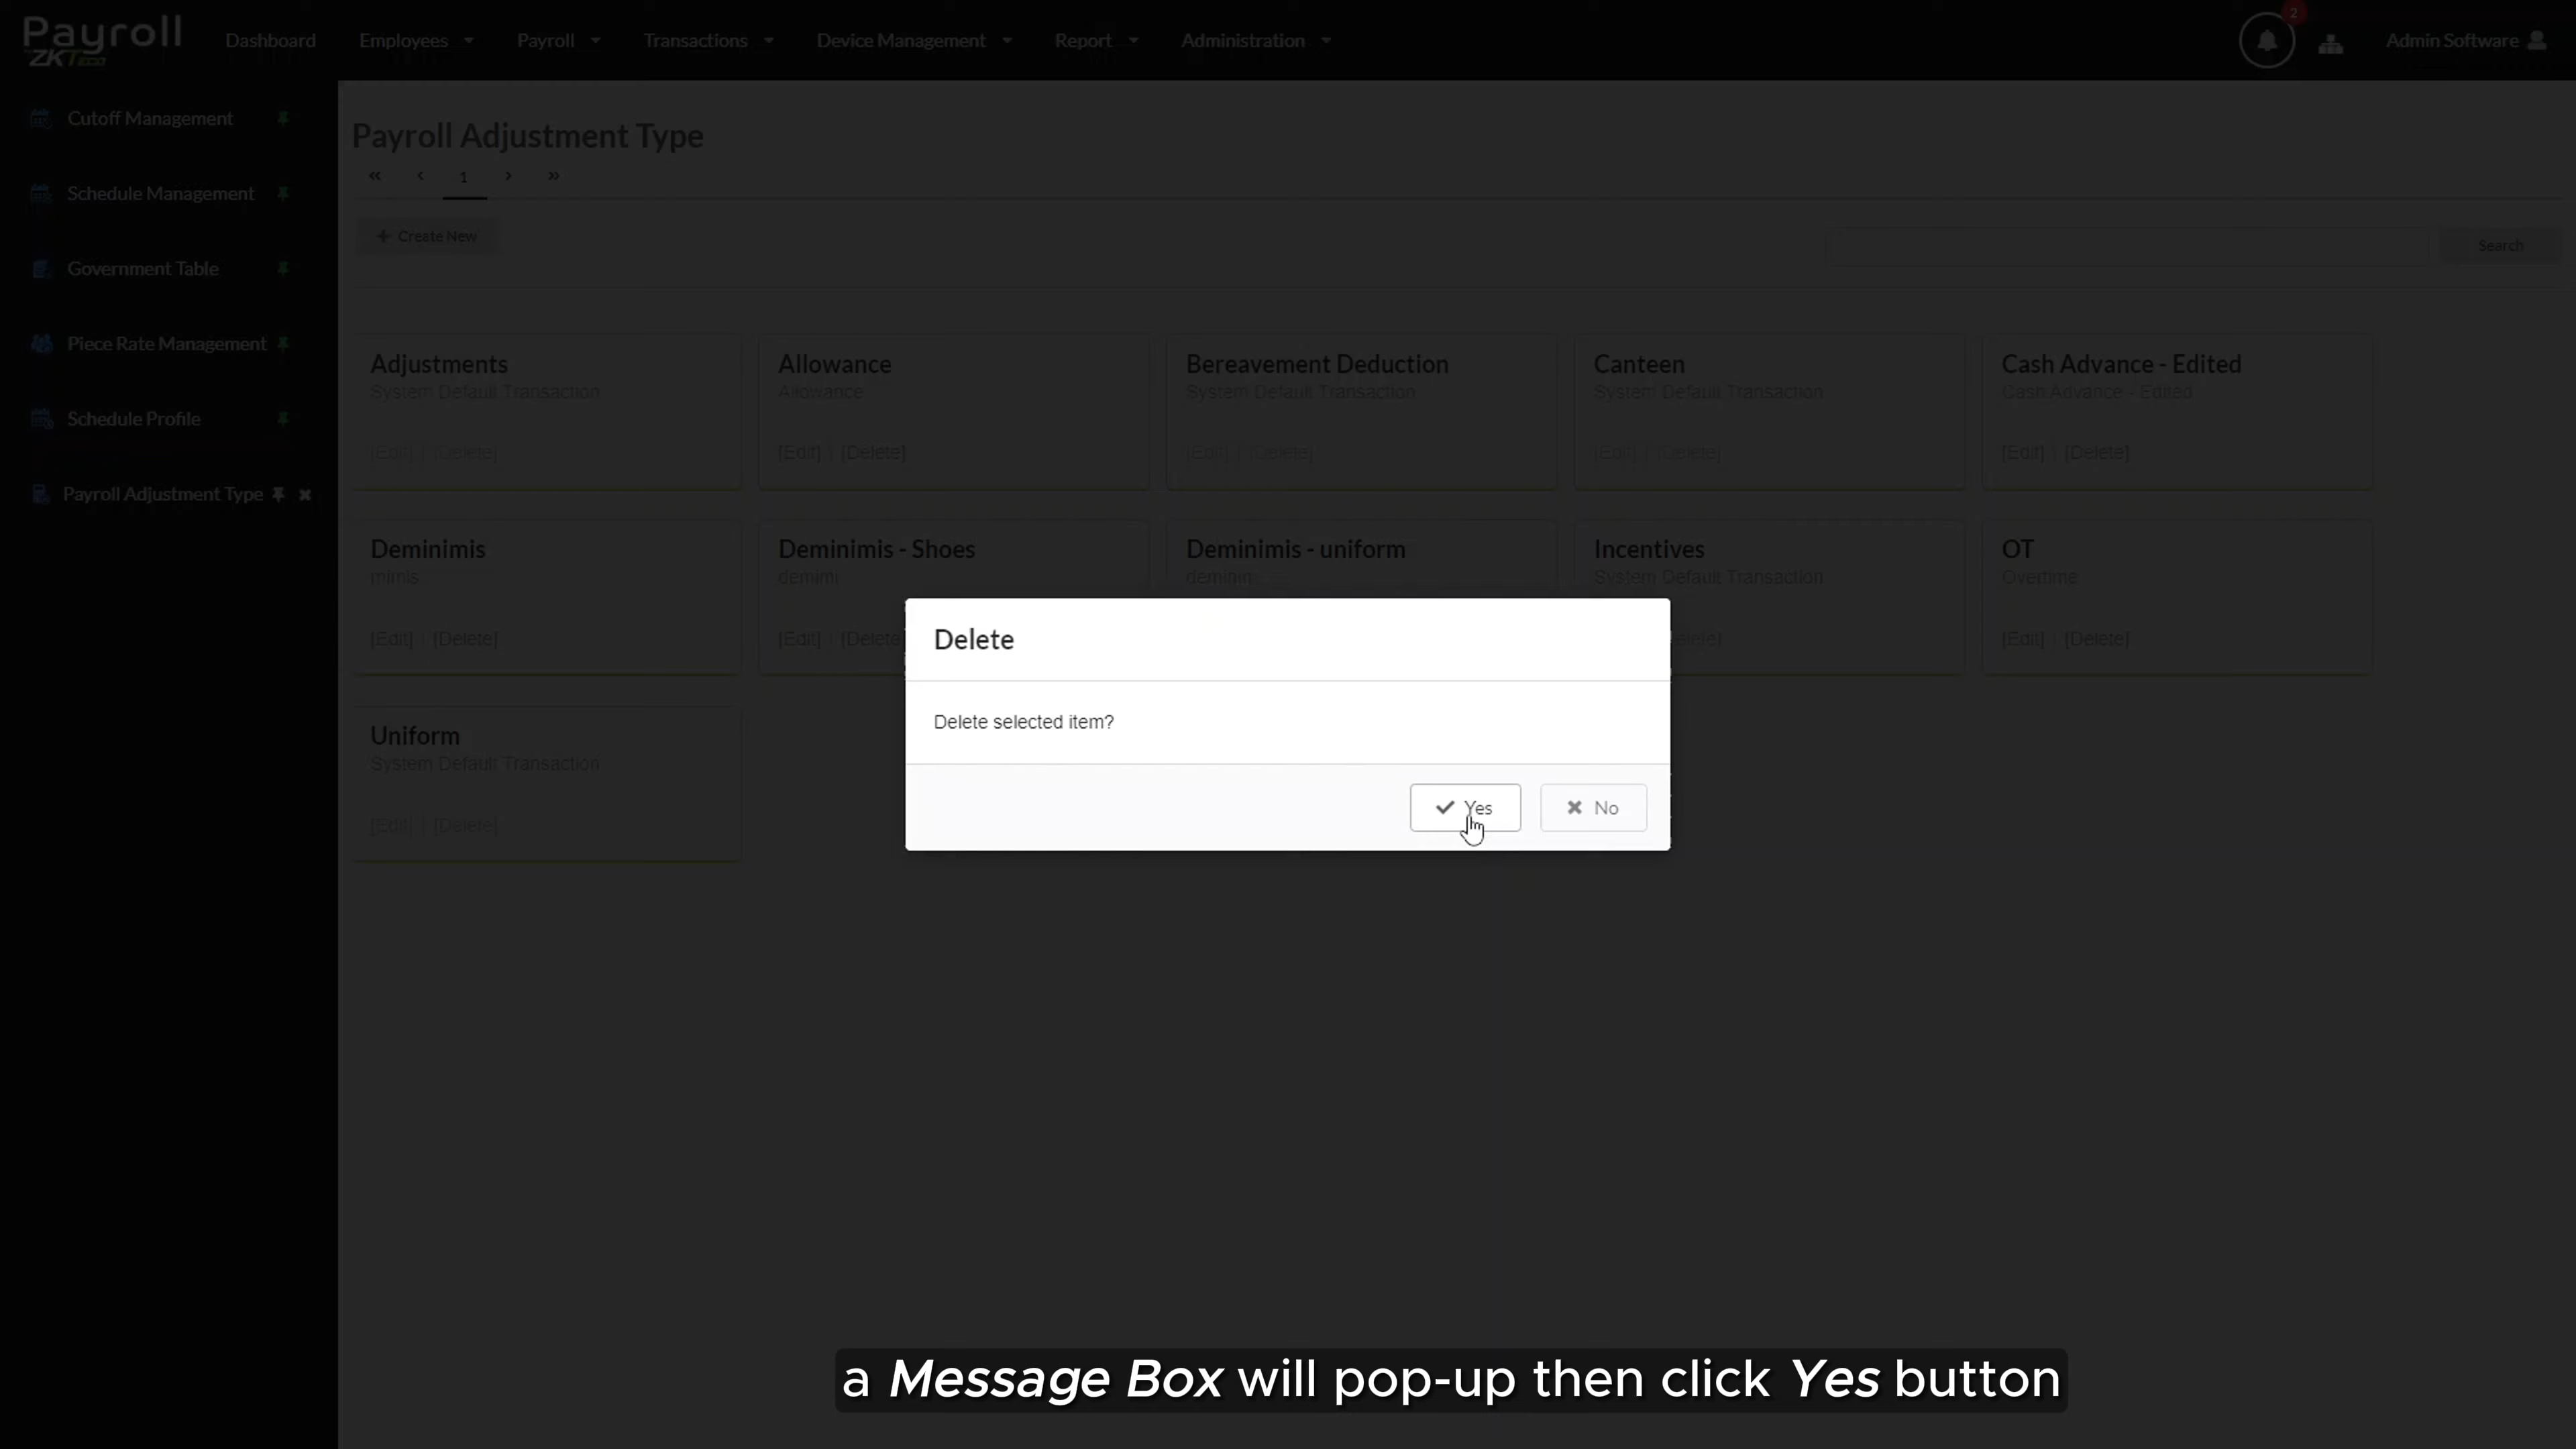 Payroll
ZKTeco
Dashboard Employees Payroll Transactions Device Management Report Administration
2
Admin Software
Cutoff Management
Schedule Management
Government Table
Piece Rate Management
Schedule Profile
Payroll Adjustment Type
Payroll Adjustment Type
« ‹ 1 › »
+ Create New
Search
Adjustments
System Default Transaction
[Edit] | [Delete]
Allowance
Allowance
[Edit] | [Delete]
Bereavement Deduction
System Default Transaction
[Edit] | [Delete]
Canteen
System Default Transaction
[Edit] | [Delete]
Cash Advance - Edited
Cash Advance - Edited
[Edit] | [Delete]
Deminimis
mimis
[Edit] | [Delete]
Deminimis - Shoes
demimi
[Edit] | [Delete
Deminimis - uniform
Incentives
System Default Transaction
elete]
OT
Overtime
[Edit] | [Delete]
Uniform
System Default Transaction
[Edit] | [Delete]
Delete
Delete selected item?
Yes
No
a Message Box will pop-up then click Yes button